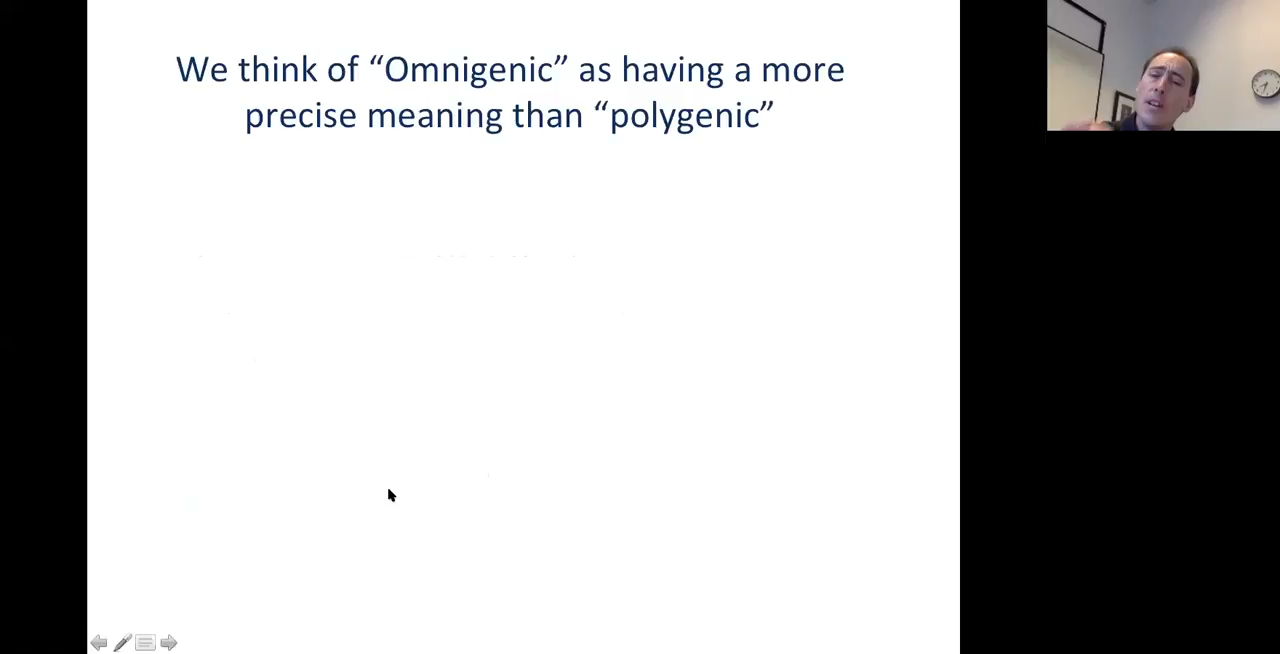 We think of “Omnigenic” as having a more
precise meaning than “polygenic”